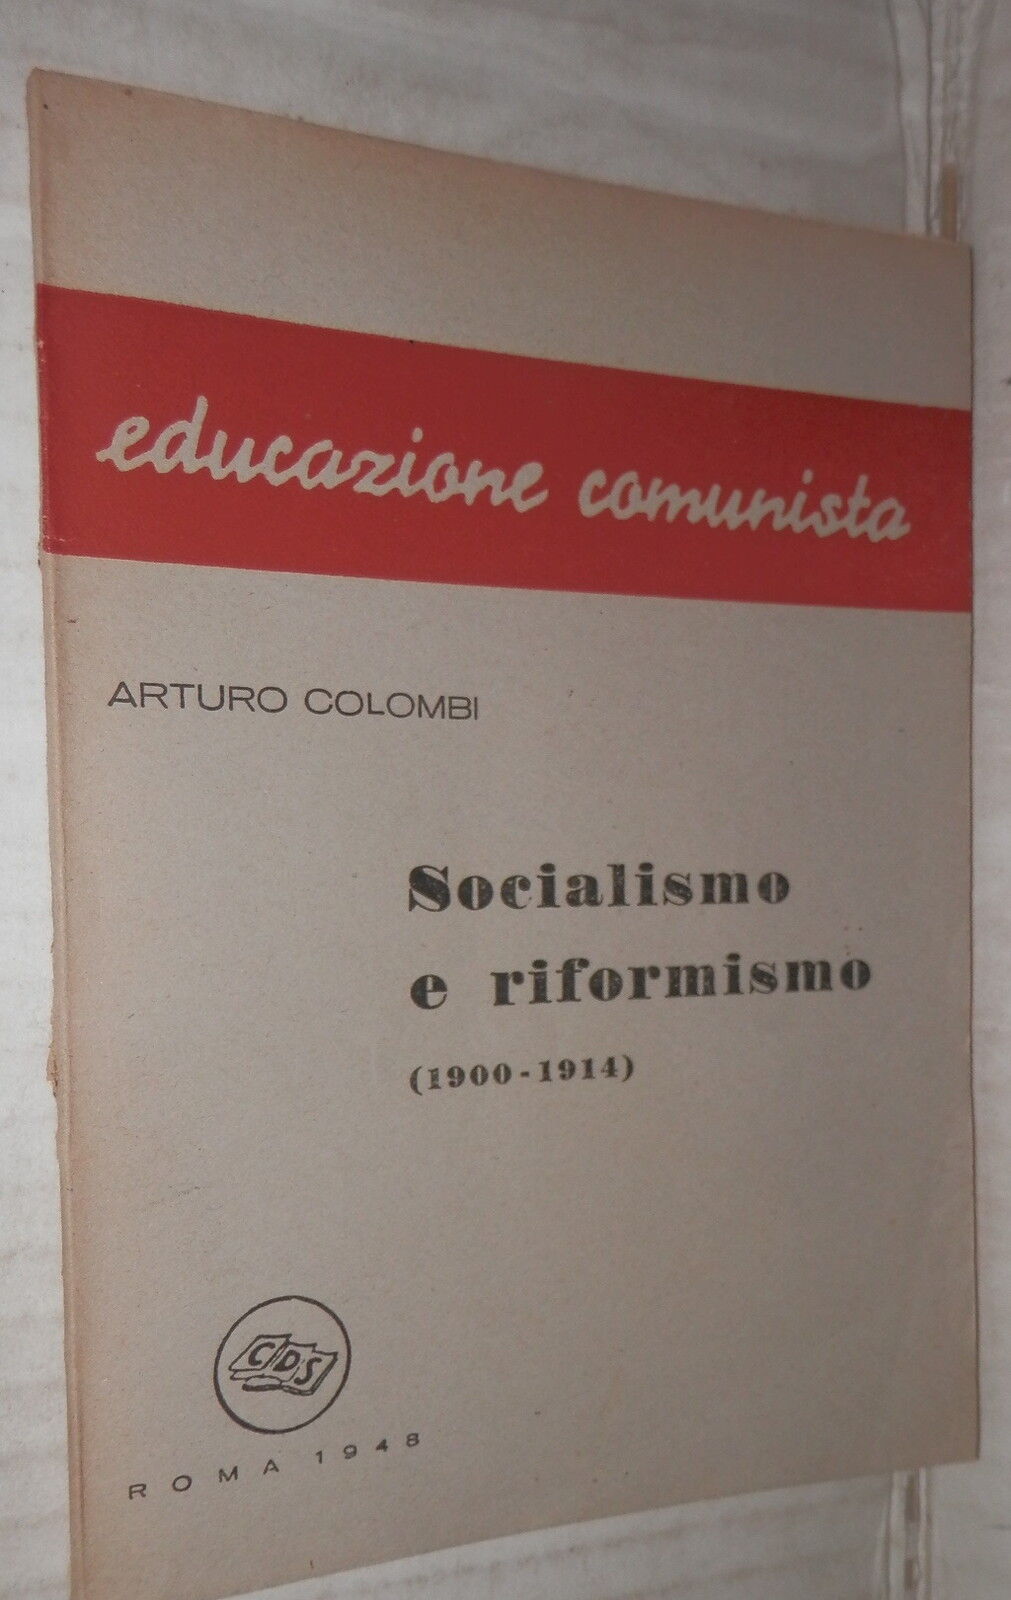 educazione comunista
ARTURO COLOMBI
Socialismo
e riformismo
(1900-1914)
CDS
ROMA 1948